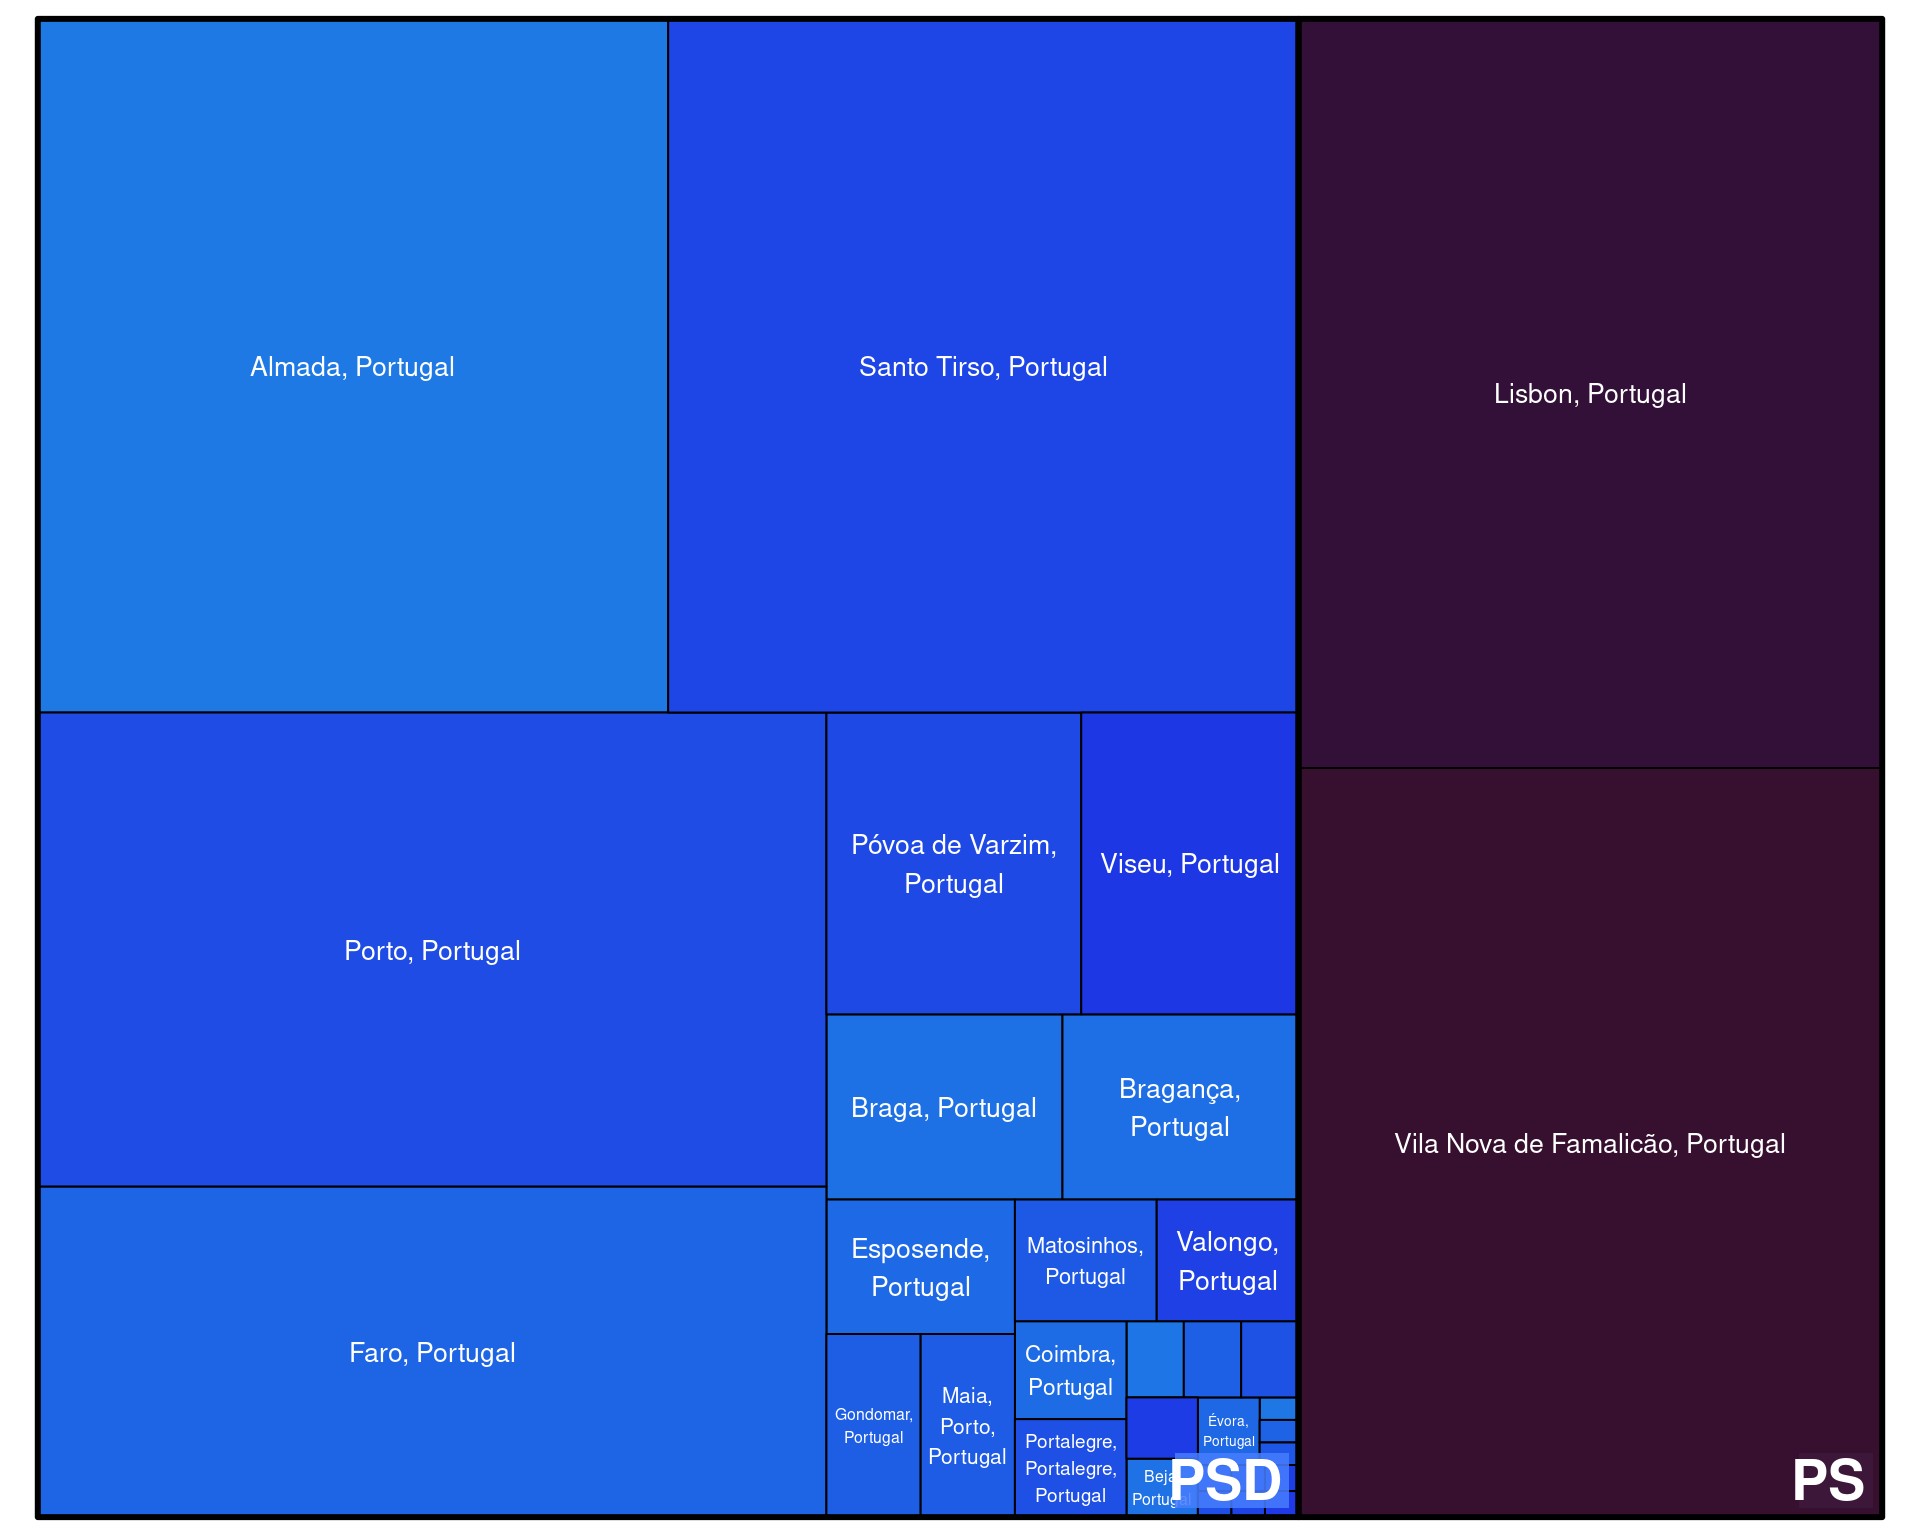 Almada, Portugal
Santo Tirso, Portugal
Lisbon, Portugal
Porto, Portugal
Póvoa de Varzim,
Portugal
Viseu, Portugal
Braga, Portugal
Bragança,
Portugal
Vila Nova de Famalicão, Portugal
Faro, Portugal
Esposende,
Portugal
Matosinhos,
Portugal
Valongo,
Portugal
Gondomar,
Portugal
Maia,
Porto,
Portugal
Coimbra,
Portugal
Portalegre,
Portalegre,
Portugal
Évora,
Portugal
Beja
Portugal
PSD
PS